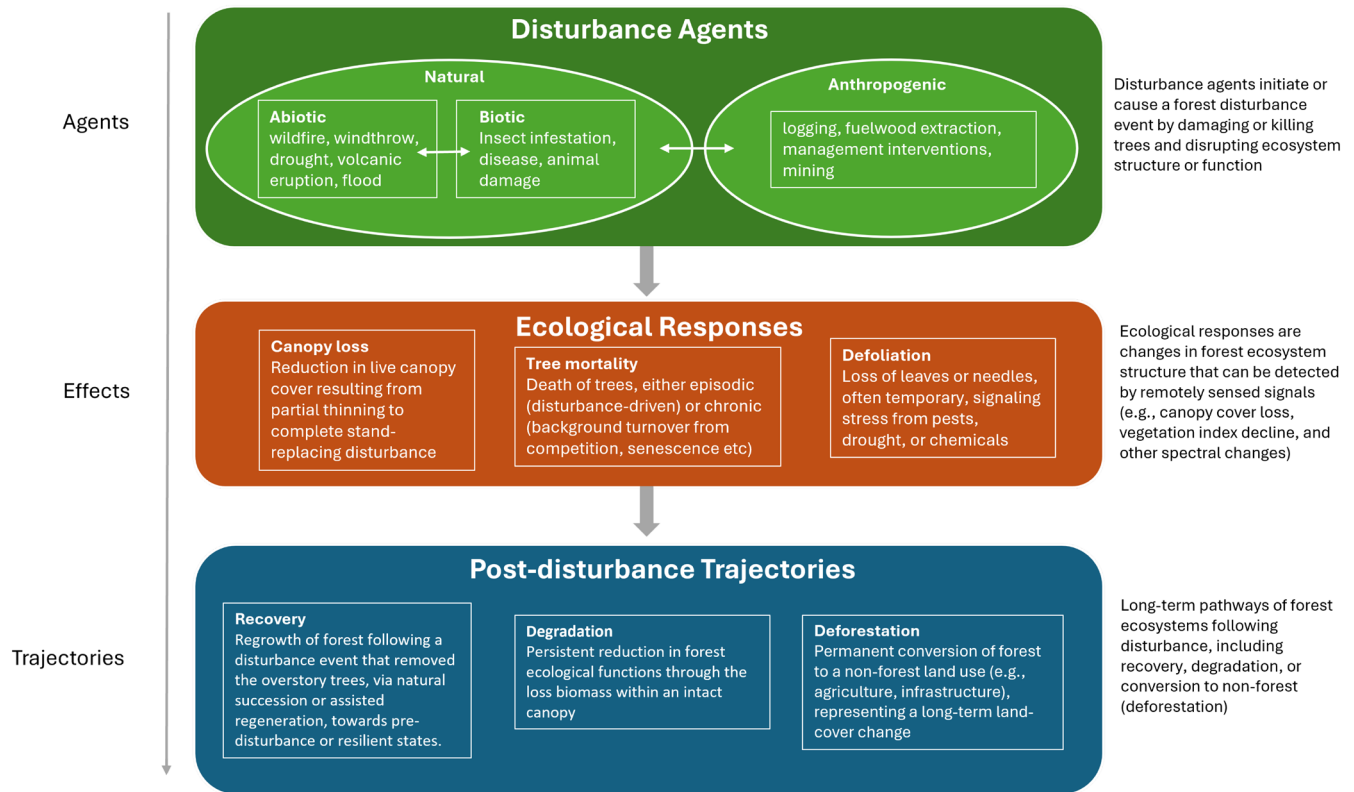 Disturbance Agents
Agents
Natural
Abiotic
wildfire, windthrow,
drought, volcanic
eruption, flood
Biotic
Insect infestation,
disease, animal
damage
Anthropogenic
logging, fuelwood extraction,
management interventions,
mining
Disturbance agents initiate or
cause a forest disturbance
event by damaging or killing
trees and disrupting ecosystem
structure or function
Ecological Responses
Effects
Canopy loss
Reduction in live canopy
cover resulting from
partial thinning to
complete stand-
replacing disturbance
Tree mortality
Death of trees, either episodic
(disturbance-driven) or chronic
(background turnover from
competition, senescence etc)
Defoliation
Loss of leaves or needles,
often temporary, signaling
stress from pests,
drought, or chemicals
Ecological responses are
changes in forest ecosystem
structure that can be detected
by remotely sensed signals
(e.g., canopy cover loss,
vegetation index decline, and
other spectral changes)
Post-disturbance Trajectories
Trajectories
Recovery
Regrowth of forest following a
disturbance event that removed
the overstory trees, via natural
succession or assisted
regeneration, towards pre-
disturbance or resilient states.
Degradation
Persistent reduction in forest
ecological functions through the
loss biomass within an intact
canopy
Deforestation
Permanent conversion of forest
to a non-forest land use (e.g.,
agriculture, infrastructure),
representing a long-term land-
cover change
Long-term pathways of forest
ecosystems following
disturbance, including
recovery, degradation, or
conversion to non-forest
(deforestation)